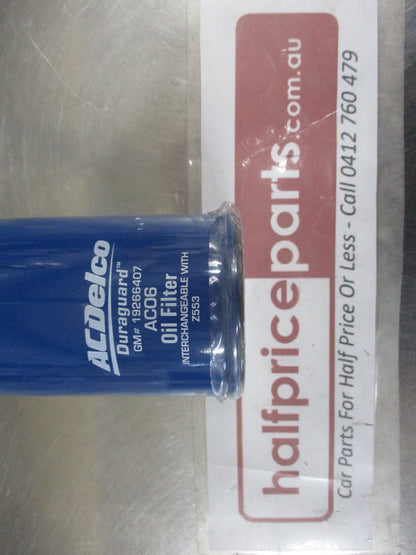 ACDelco
Duraguard™
GM# 19266407
AC06
Oil Filter
INTERCHANGEABLE WITH
Z553
halfpriceparts.com.au
Car Parts For Half Price Or Less - Call 0412 760 479